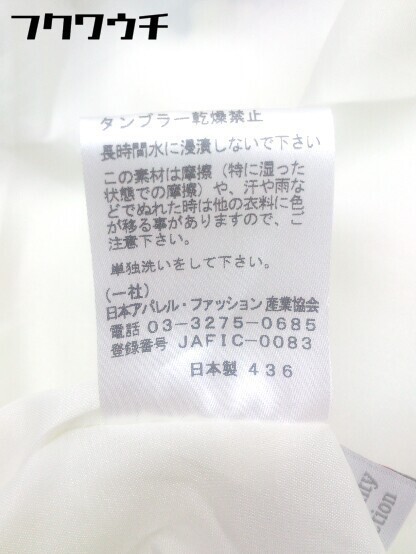 フクワウチ
タンブラー乾燥禁止
長時間水に浸漬しないで下さい
この素材は摩擦（特に湿った
状態での摩擦）や、汗や雨な
どでぬれた時は他の衣料に色
が移る事がありますので、ご
注意下さい。
単独洗いをして下さい。
(一社)
日本アパレル・ファッション産業協会
電話 03-3275-0685
登録番号 JAFIC-0083
日本製 436